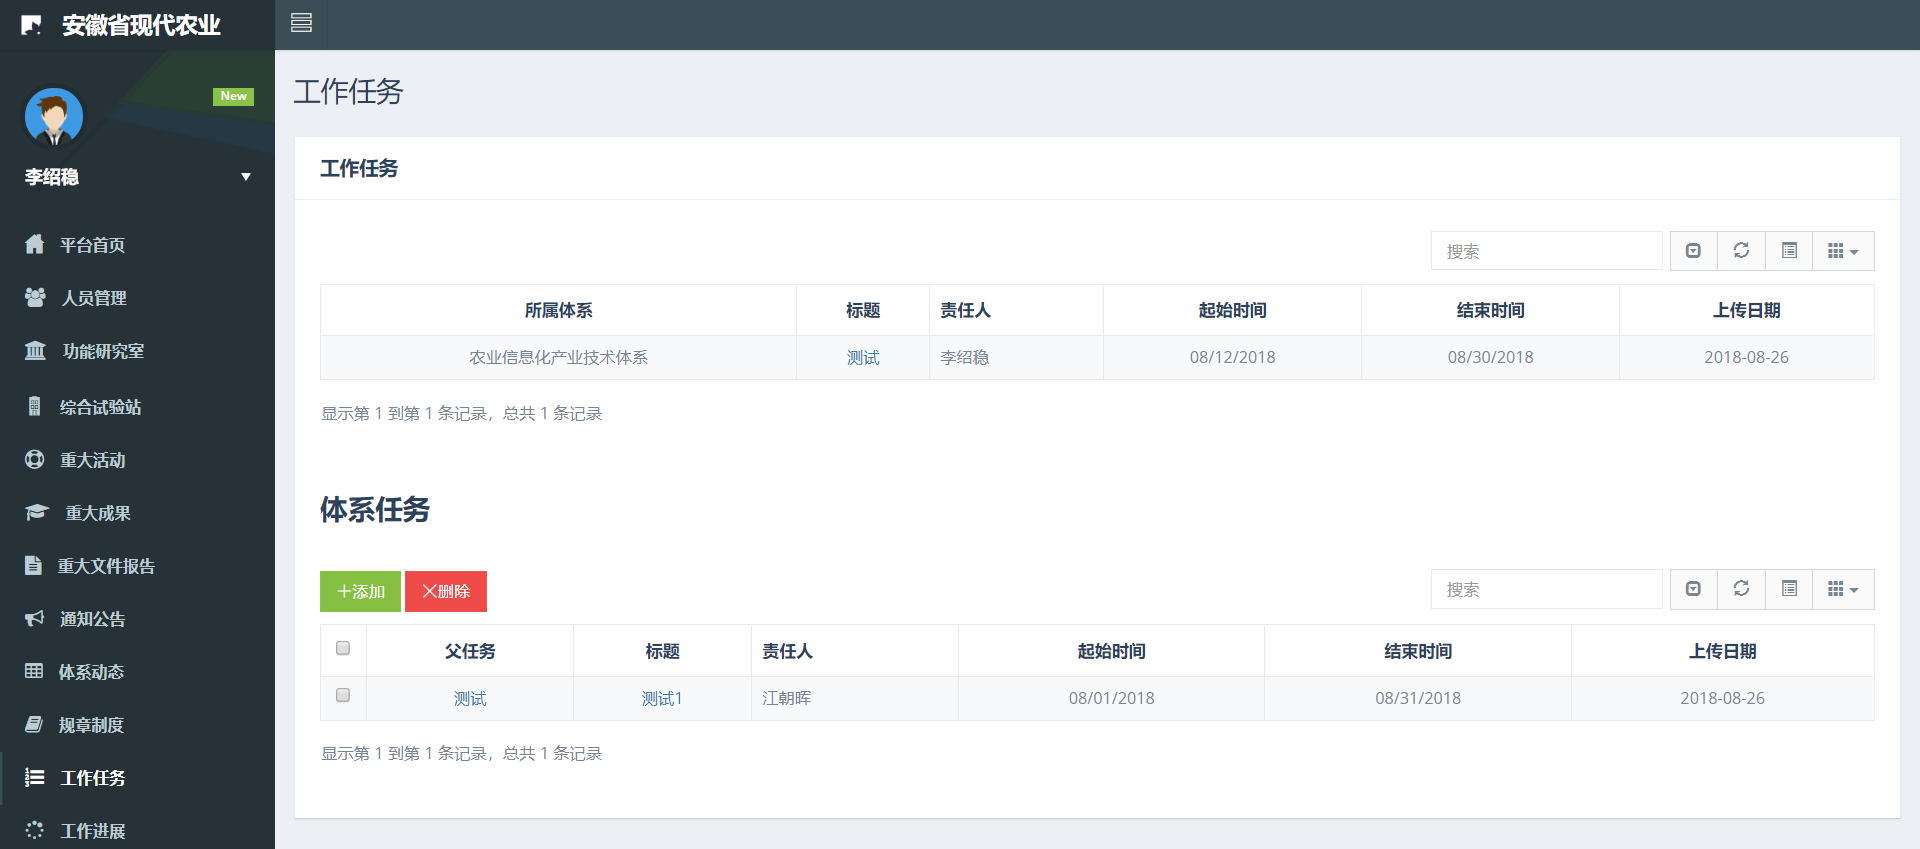 安徽省现代农业
New
李绍稳
平台首页
人员管理
功能研究室
综合试验站
重大活动
重大成果
重大文件报告
通知公告
体系动态
规章制度
工作任务
工作进展
工作任务
工作任务
搜索
所属体系 标题 责任人 起始时间 结束时间 上传日期
农业信息化产业技术体系 测试 李绍稳 08/12/2018 08/30/2018 2018-08-26
显示第 1 到第 1 条记录，总共 1 条记录
体系任务
添加 删除 搜索
父任务 标题 责任人 起始时间 结束时间 上传日期
测试 测试1 江朝晖 08/01/2018 08/31/2018 2018-08-26
显示第 1 到第 1 条记录，总共 1 条记录